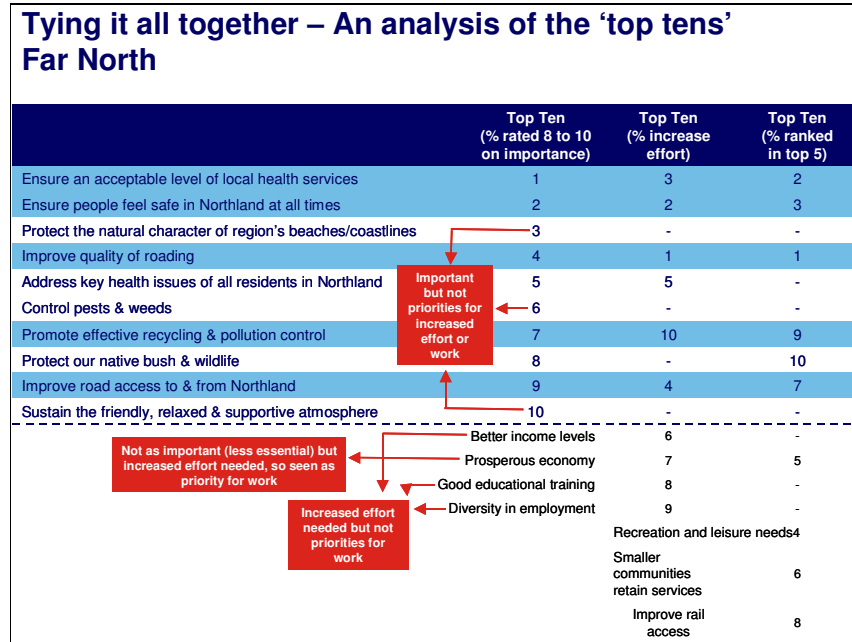 Tying it all together – An analysis of the ‘top tens’
Far North
Top Ten (% rated 8 to 10 on importance) Top Ten (% increase effort) Top Ten (% ranked in top 5)
Ensure an acceptable level of local health services 1 3 2
Ensure people feel safe in Northland at all times 2 2 3
Protect the natural character of region’s beaches/coastlines 3 - -
Improve quality of roading 4 1 1
Address key health issues of all residents in Northland 5 5 -
Control pests & weeds 6 - -
Promote effective recycling & pollution control 7 10 9
Protect our native bush & wildlife 8 - 10
Improve road access to & from Northland 9 4 7
Sustain the friendly, relaxed & supportive atmosphere 10 - -
Important
but not
priorities for
increased
effort or
work
Better income levels 6 -
Prosperous economy 7 5
Good educational training 8 -
Diversity in employment 9 -
Not as important (less essential) but
increased effort needed, so seen as
priority for work
Increased effort
needed but not
priorities for
work
Recreation and leisure needs4
Smaller
communities
retain services 6
Improve rail
access 8